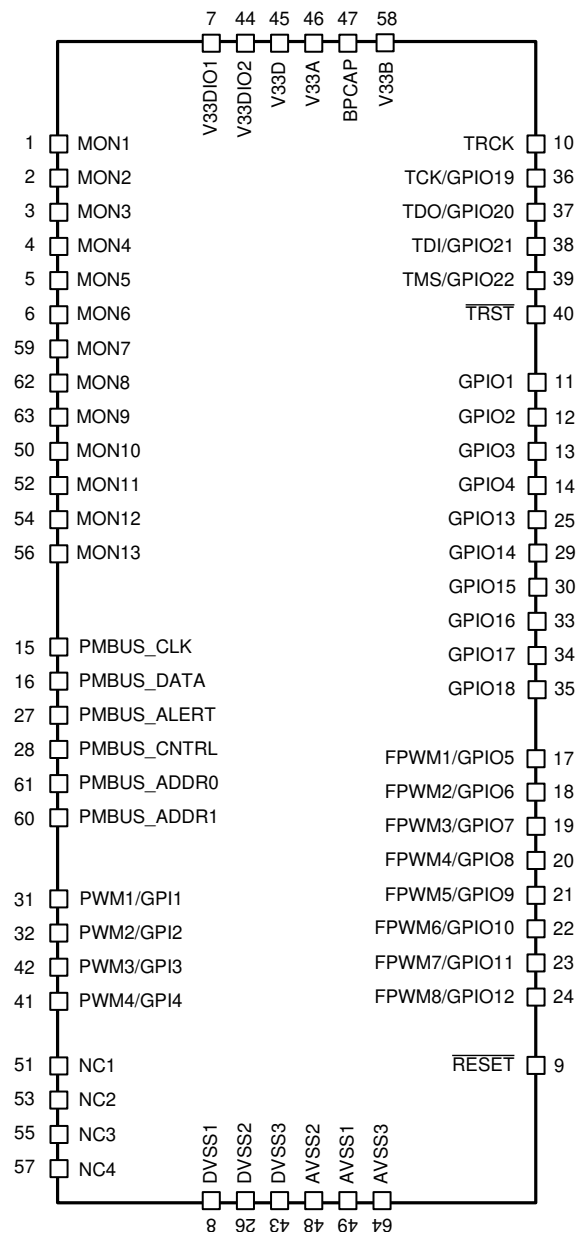 7 44 45 46 47 58
V33DIO1 V33DIO2 V33D V33A BPCAP V33B
1 MON1 TRCK 10
2 MON2 TCK/GPIO19 36
3 MON3 TDO/GPIO20 37
4 MON4 TDI/GPIO21 38
5 MON5 TMS/GPIO22 39
6 MON6 TRST 40
59 MON7
62 MON8 GPIO1 11
63 MON9 GPIO2 12
50 MON10 GPIO3 13
52 MON11 GPIO4 14
54 MON12 GPIO13 25
56 MON13 GPIO14 29
GPIO15 30
GPIO16 33
15 PMBUS_CLK GPIO17 34
16 PMBUS_DATA GPIO18 35
27 PMBUS_ALERT
28 PMBUS_CNTRL FPWM1/GPIO5 17
61 PMBUS_ADDR0 FPWM2/GPIO6 18
60 PMBUS_ADDR1 FPWM3/GPIO7 19
FPWM4/GPIO8 20
31 PWM1/GPI1 FPWM5/GPIO9 21
32 PWM2/GPI2 FPWM6/GPIO10 22
42 PWM3/GPI3 FPWM7/GPIO11 23
41 PWM4/GPI4 FPWM8/GPIO12 24
51 NC1 RESET 9
53 NC2
55 NC3
57 NC4
DVSS1 DVSS2 DVSS3 AVSS2 AVSS1 AVSS3
8 26 43 48 49 64